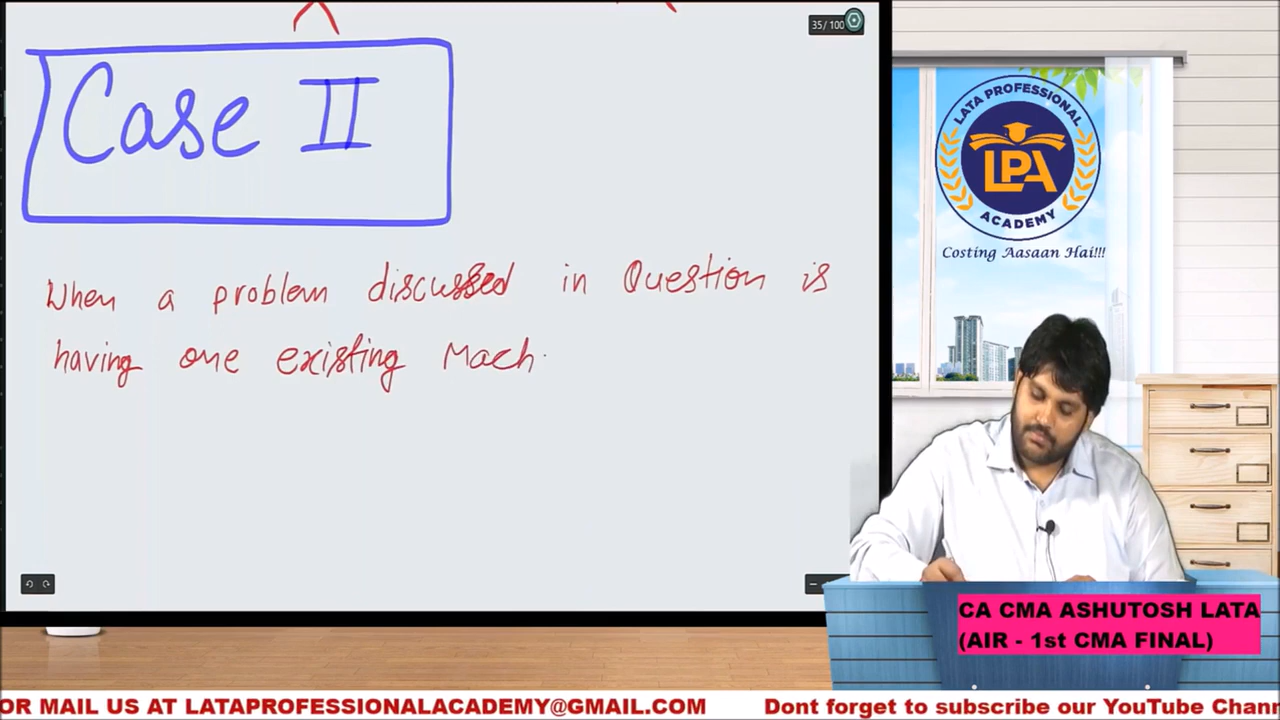 35/100
Case II
When a problem discussed in Question is
having one existing Mach
LATA PROFESSIONAL
LPA
ACADEMY
Costing Aasaan Hai!!!
CA CMA ASHUTOSH LATA
(AIR - 1st CMA FINAL)
OR MAIL US AT LATAPROFESSIONALACADEMY@GMAIL.COM Dont forget to subscribe our YouTube Chann